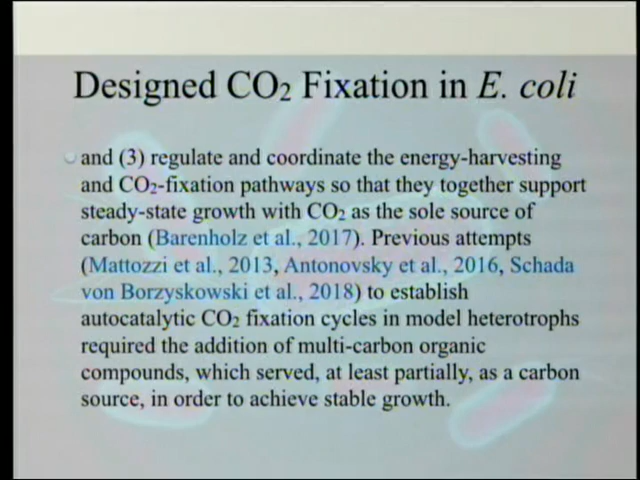 Designed CO₂ Fixation in E. coli
and (3) regulate and coordinate the energy-harvesting
and CO₂-fixation pathways so that they together support
steady-state growth with CO₂ as the sole source of
carbon (Barenholz et al., 2017). Previous attempts
(Mattozzi et al., 2013, Antonovsky et al., 2016, Schada
von Borzyskowski et al., 2018) to establish
autocatalytic CO₂ fixation cycles in model heterotrophs
required the addition of multi-carbon organic
compounds, which served, at least partially, as a carbon
source, in order to achieve stable growth.